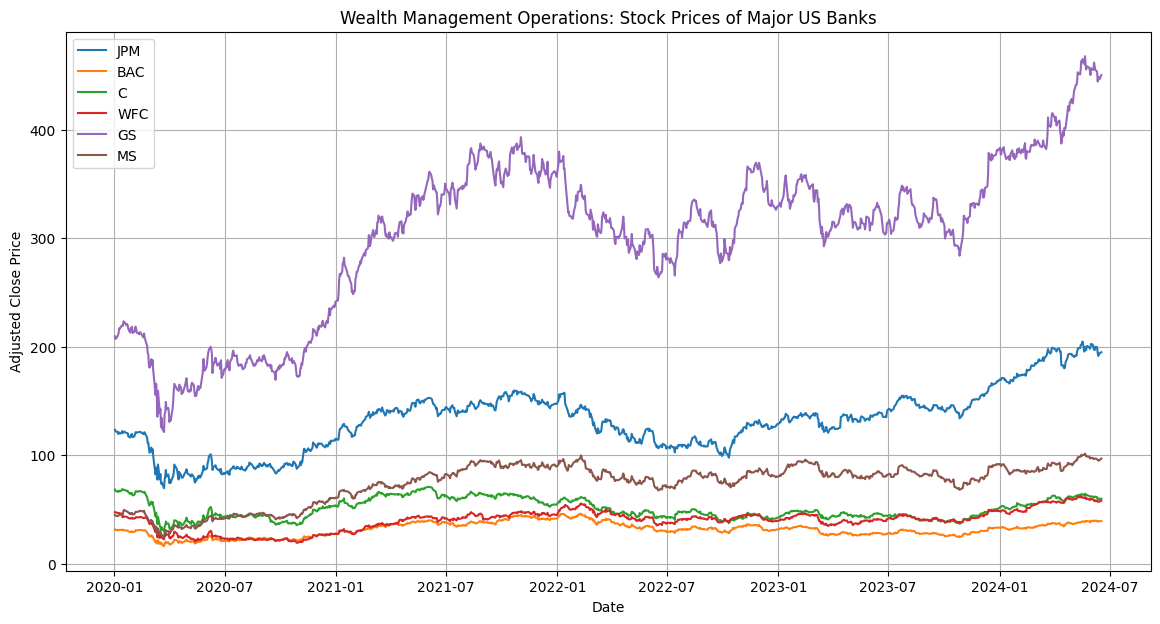 Wealth Management Operations: Stock Prices of Major US Banks
JPM
BAC
C
WFC
GS
MS
Adjusted Close Price
400
300
200
100
0
2020-01 2020-07 2021-01 2021-07 2022-01 2022-07 2023-01 2023-07 2024-01 2024-07
Date